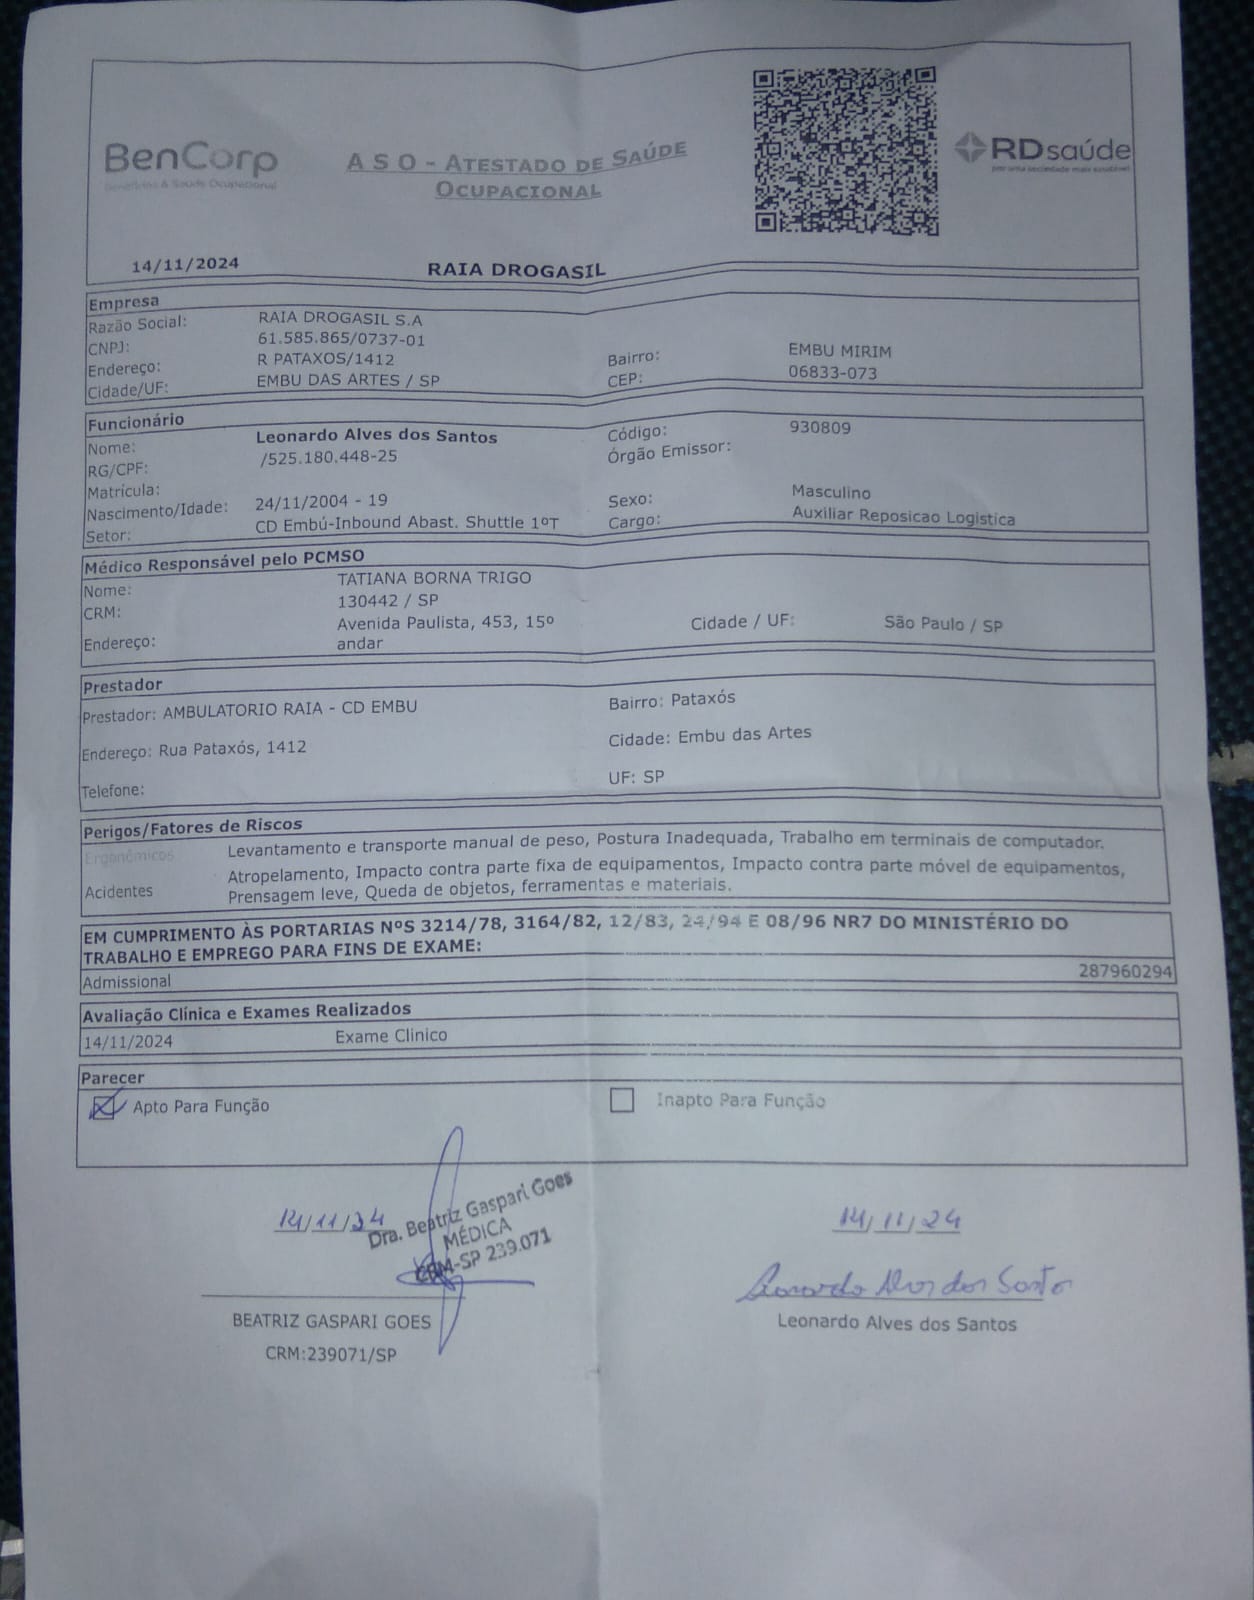 BenCorp
Benefícios & Saúde Ocupacional
A S O - ATESTADO DE SAÚDE
OCUPACIONAL
RDsaúde
por uma sociedade mais saudável
14/11/2024
RAIA DROGASIL
Empresa
Razão Social: RAIA DROGASIL S.A
CNPJ: 61.585.865/0737-01
Endereço: R PATAXOS/1412 Bairro: EMBU MIRIM
Cidade/UF: EMBU DAS ARTES / SP CEP: 06833-073
Funcionário
Nome: Leonardo Alves dos Santos Código: 930809
RG/CPF: /525.180.448-25 Órgão Emissor:
Matrícula:
Nascimento/Idade: 24/11/2004 - 19 Sexo: Masculino
Setor: CD Embú-Inbound Abast. Shuttle 1ºT Cargo: Auxiliar Reposicao Logistica
Médico Responsável pelo PCMSO
Nome: TATIANA BORNA TRIGO
CRM: 130442 / SP
Endereço: Avenida Paulista, 453, 15º Cidade / UF: São Paulo / SP
andar
Prestador
Prestador: AMBULATORIO RAIA - CD EMBU Bairro: Pataxós
Endereço: Rua Pataxós, 1412 Cidade: Embu das Artes
Telefone: UF: SP
Perigos/Fatores de Riscos
Ergonômicos Levantamento e transporte manual de peso, Postura Inadequada, Trabalho em terminais de computador.
Acidentes Atropelamento, Impacto contra parte fixa de equipamentos, Impacto contra parte móvel de equipamentos,
Prensagem leve, Queda de objetos, ferramentas e materiais.
EM CUMPRIMENTO ÀS PORTARIAS NºS 3214/78, 3164/82, 12/83, 24/94 E 08/96 NR7 DO MINISTÉRIO DO
TRABALHO E EMPREGO PARA FINS DE EXAME:
Admissional 287960294
Avaliação Clínica e Exames Realizados
14/11/2024 Exame Clinico
Parecer
Apto Para Função Inapto Para Função
14/11/24
Dra. Beatriz Gaspari Goes
MÉDICA
CRM-SP 239.071
BEATRIZ GASPARI GOES
CRM:239071/SP
14/11/24
Leonardo Alves dos Santos
Leonardo Alves dos Santos